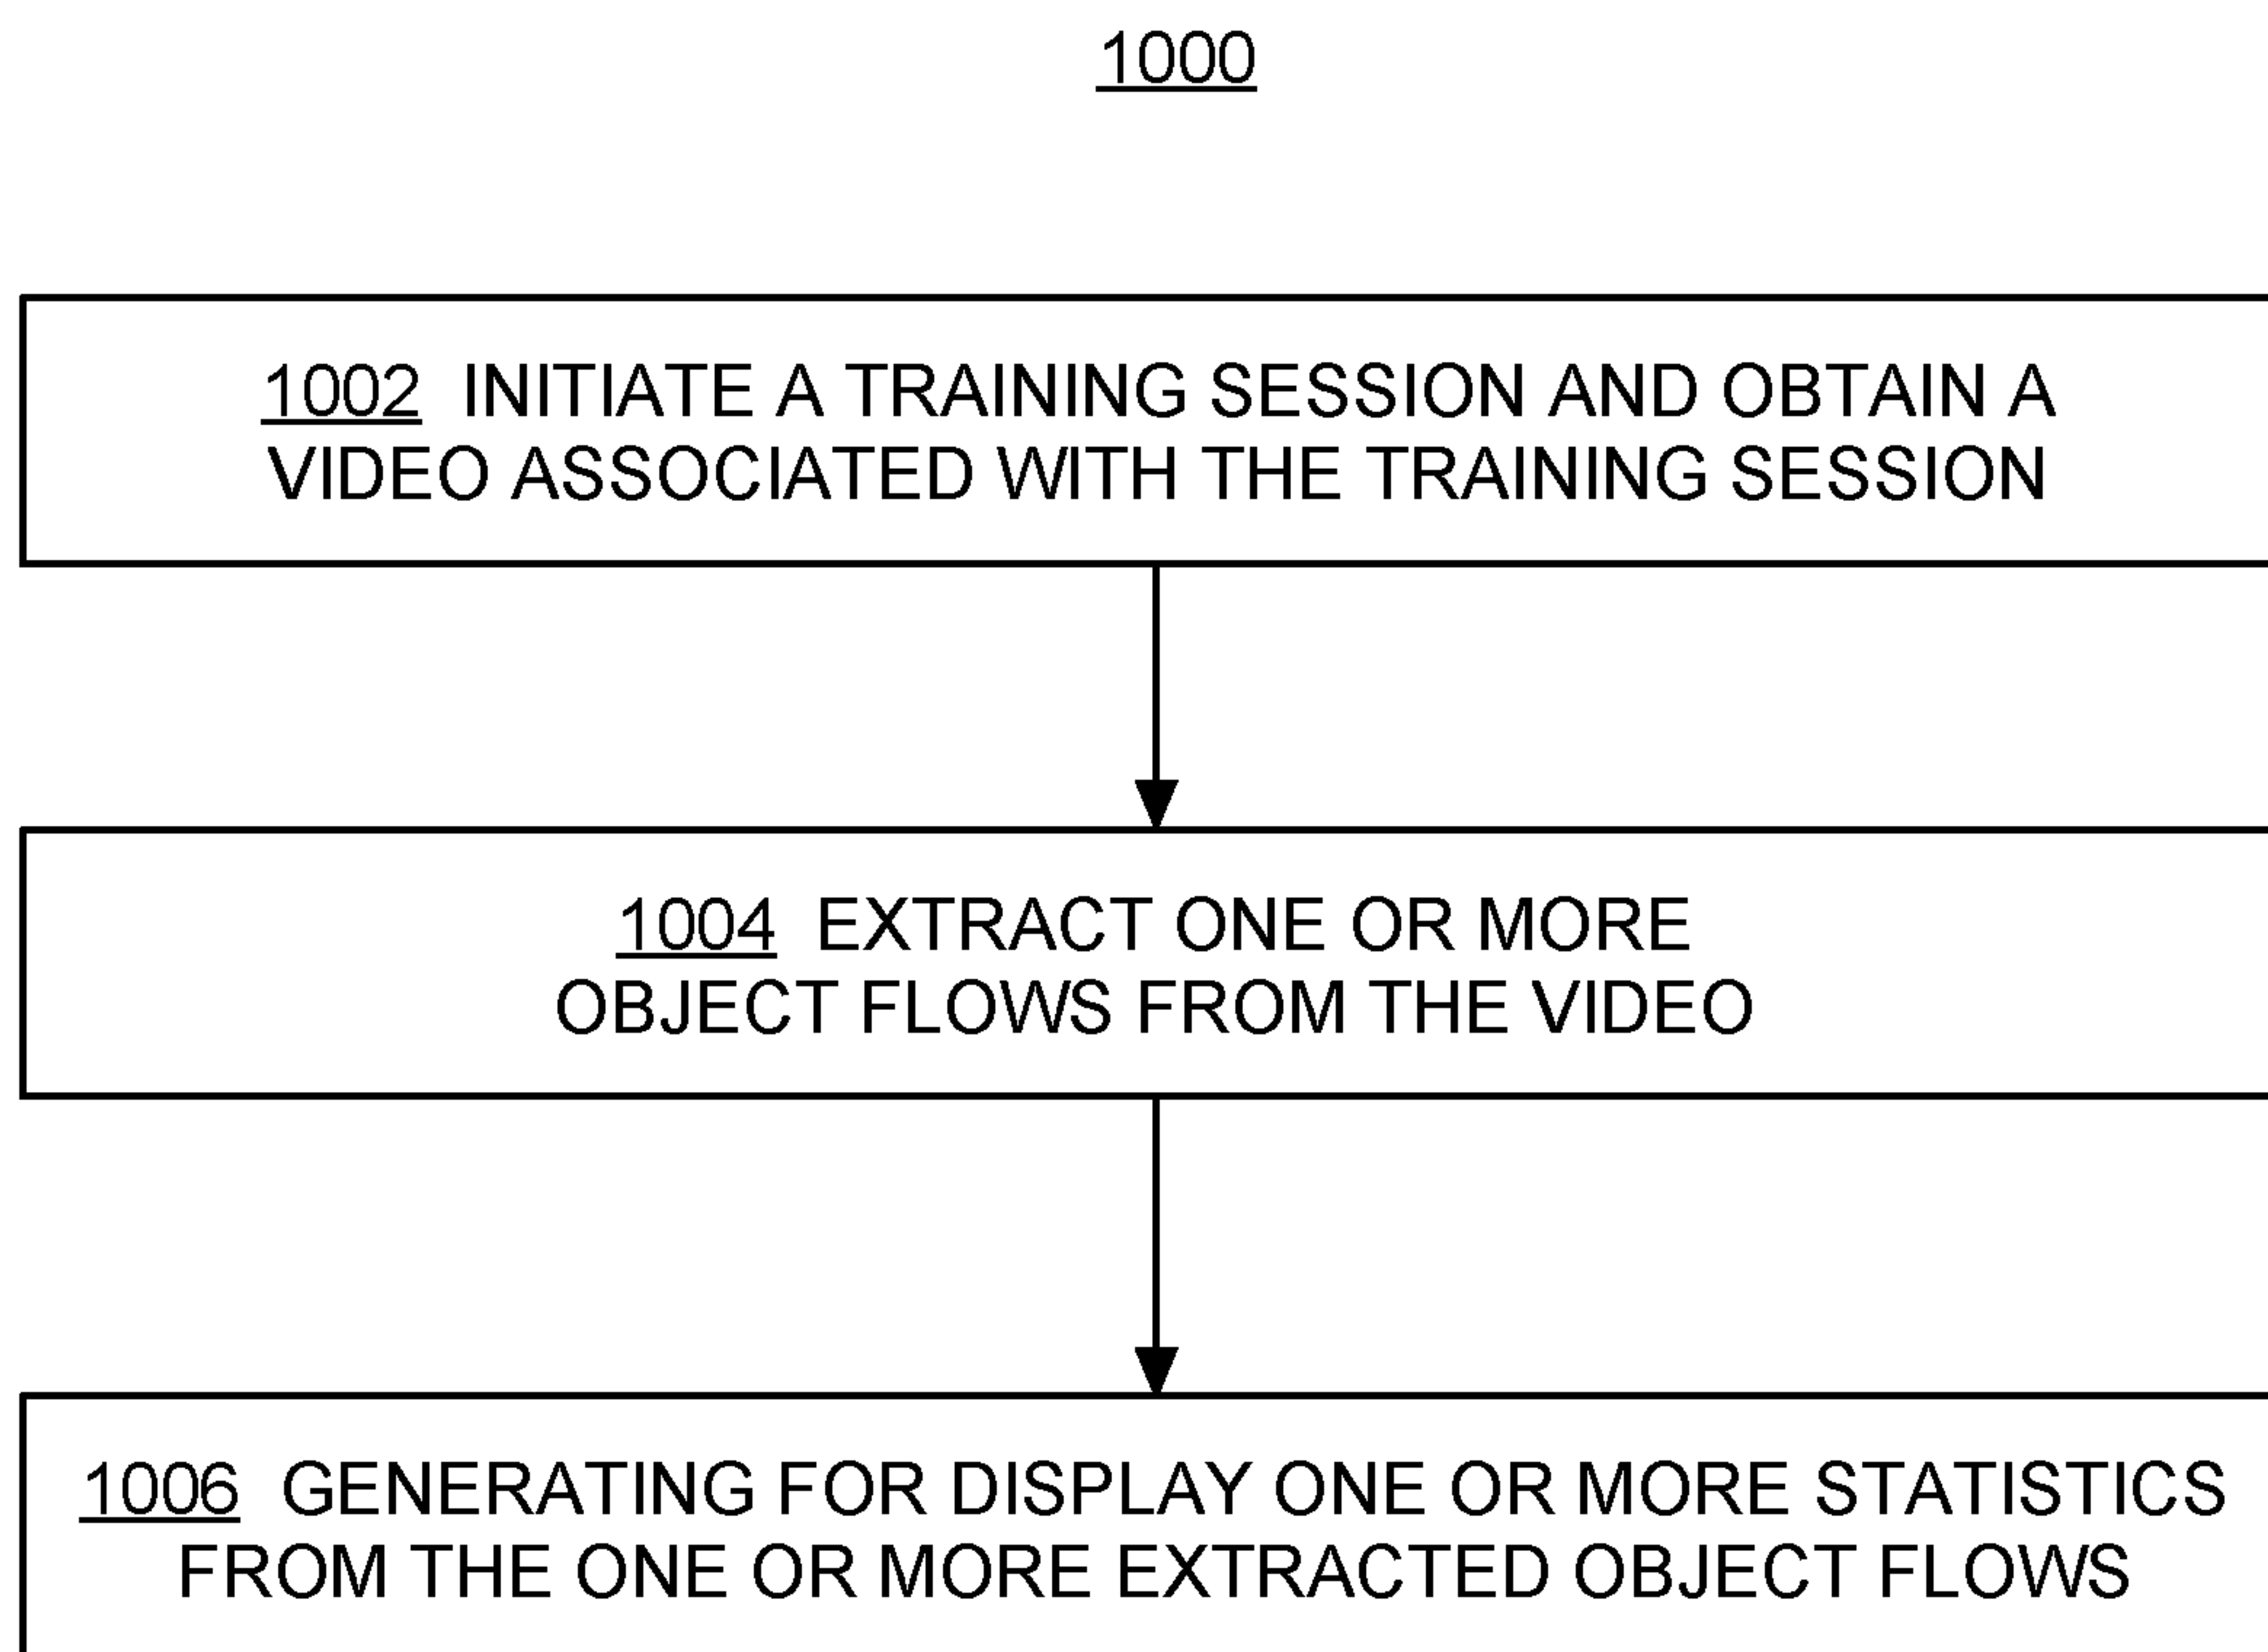 1000
1002 INITIATE A TRAINING SESSION AND OBTAIN A
VIDEO ASSOCIATED WITH THE TRAINING SESSION
1004 EXTRACT ONE OR MORE
OBJECT FLOWS FROM THE VIDEO
1006 GENERATING FOR DISPLAY ONE OR MORE STATISTICS
FROM THE ONE OR MORE EXTRACTED OBJECT FLOWS